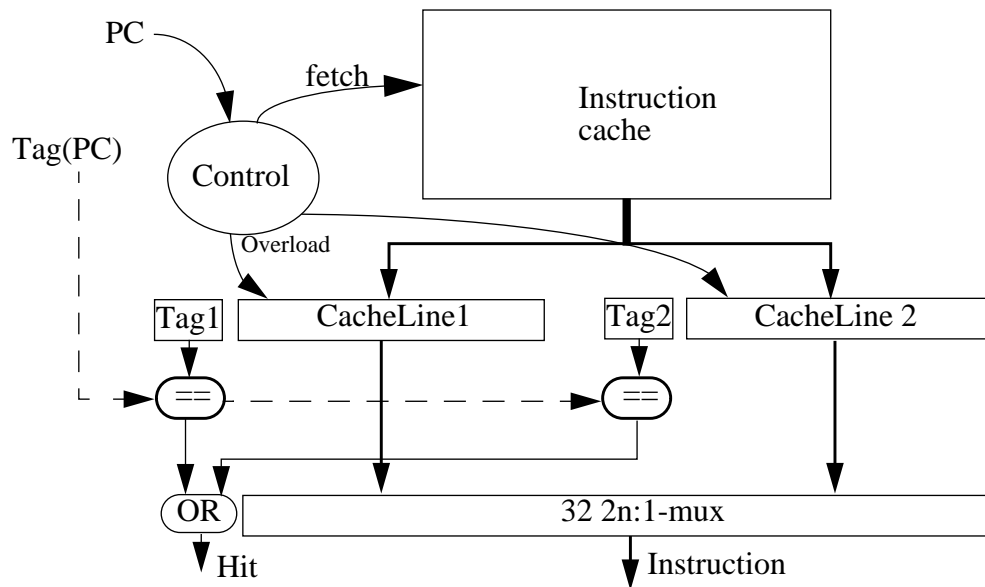 PC
fetch
Instruction
cache
Tag(PC)
Control
Overload
Tag1
CacheLine1
Tag2
CacheLine 2
==
==
OR
32 2n:1-mux
Hit
Instruction